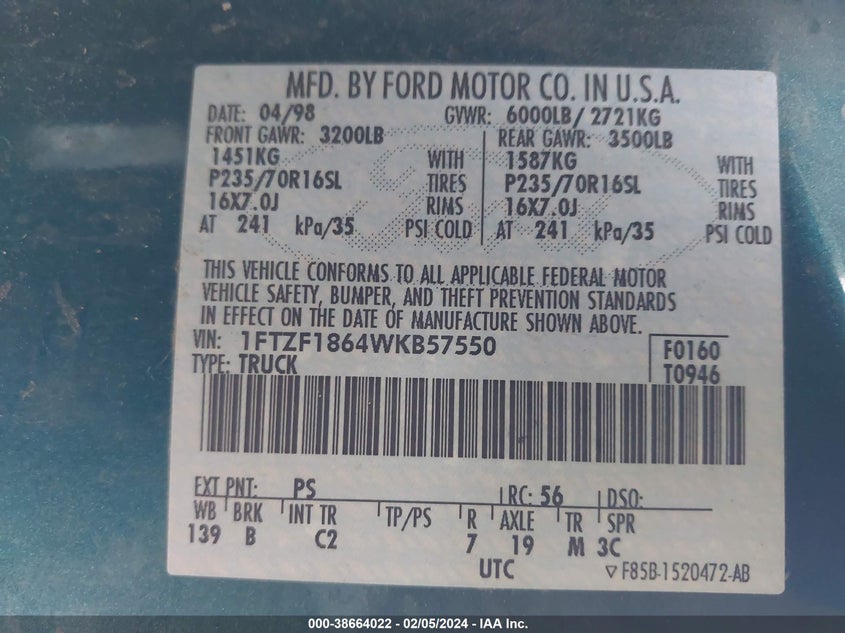 MFD. BY FORD MOTOR CO. IN U.S.A.
DATE: 04/98 GVWR: 6000LB/ 2721KG
FRONT GAWR: 3200LB REAR GAWR: 3500LB
1451KG WITH 1587KG WITH
P235/70R16SL TIRES P235/70R16SL TIRES
16X7.0J RIMS 16X7.0J RIMS
AT 241 kPa/35 PSI COLD AT 241 kPa/35 PSI COLD
THIS VEHICLE CONFORMS TO ALL APPLICABLE FEDERAL MOTOR
VEHICLE SAFETY, BUMPER, AND THEFT PREVENTION STANDARDS
IN EFFECT ON THE DATE OF MANUFACTURE SHOWN ABOVE.
VIN: 1FTZF1864WKB57550 F0160
TYPE: TRUCK T0946
EXT PNT: PS RC: 56 DSO:
WB BRK INT TR TP/PS R AXLE TR SPR
139 B C2 7 19 M 3C
UTC ▽F85B-1520472-AB
000-38664022 - 02/05/2024 - IAA Inc.